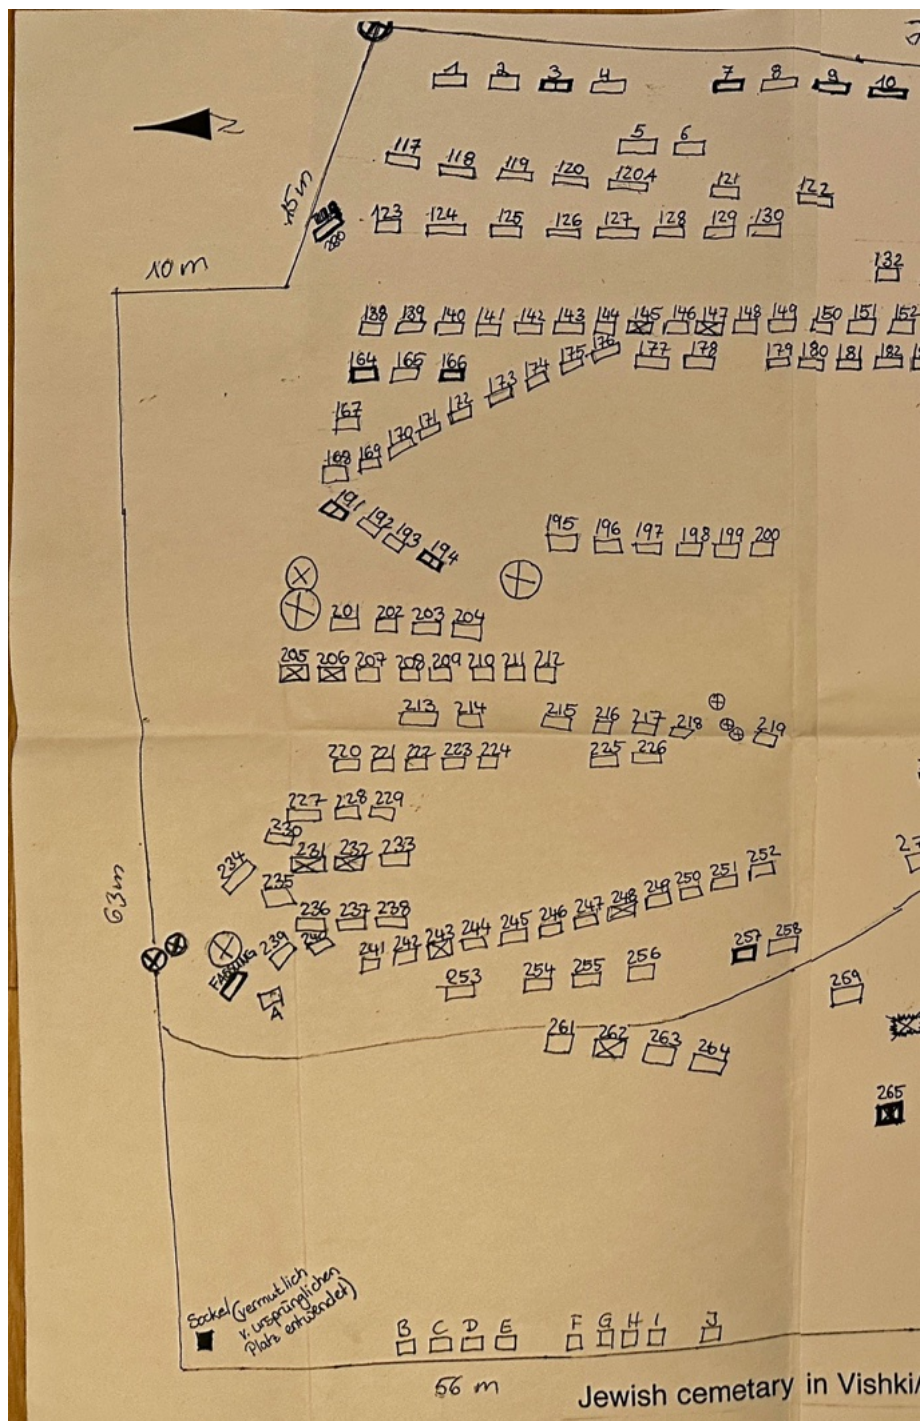 1 2 3 4 7 8 9 10
N
5 6
117 118 119 120 120A 121 122
15 m
280
123 124 125 126 127 128 129 130
10 m
132
138 139 140 141 142 143 144 145 146 147 148 149 150 151 152
164 165 166 177 178 179 180 181 182
167
168 169 170 171 172 173 174 175 176
191 192 193 194
195 196 197 198 199 200
201 202 203 204
205 206 207 208 209 210 211 212
213 214 215 216 217 218 219
220 221 222 223 224 225 226
227 228 229
230
231 232 233
234
235
236 237 238
63m
239 240
241 242 243 244 245 246 247 248 249 250 251 252
FASSUNG
A
253 254 255 256 257 258
269
261 262 263 264
265
Sockel (vermutlich
v. ursprünglichen
Platz entwendet)
B C D E F G H I J
56 m
Jewish cemetary in Vishki/